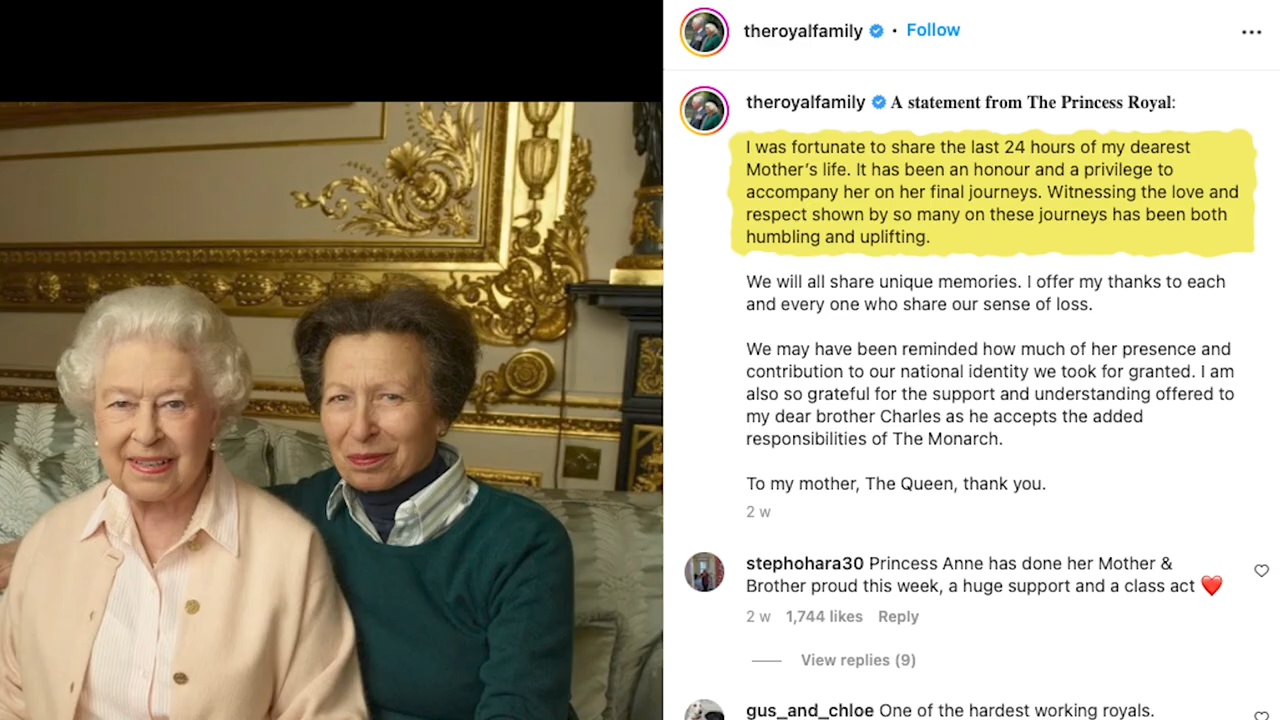 theroyalfamily • Follow
theroyalfamily A statement from The Princess Royal:
I was fortunate to share the last 24 hours of my dearest
Mother’s life. It has been an honour and a privilege to
accompany her on her final journeys. Witnessing the love and
respect shown by so many on these journeys has been both
humbling and uplifting.
We will all share unique memories. I offer my thanks to each
and every one who share our sense of loss.
We may have been reminded how much of her presence and
contribution to our national identity we took for granted. I am
also so grateful for the support and understanding offered to
my dear brother Charles as he accepts the added
responsibilities of The Monarch.
To my mother, The Queen, thank you.
2 w
stephohara30 Princess Anne has done her Mother &
Brother proud this week, a huge support and a class act ❤️
2 w 1,744 likes Reply
View replies (9)
gus_and_chloe One of the hardest working royals.